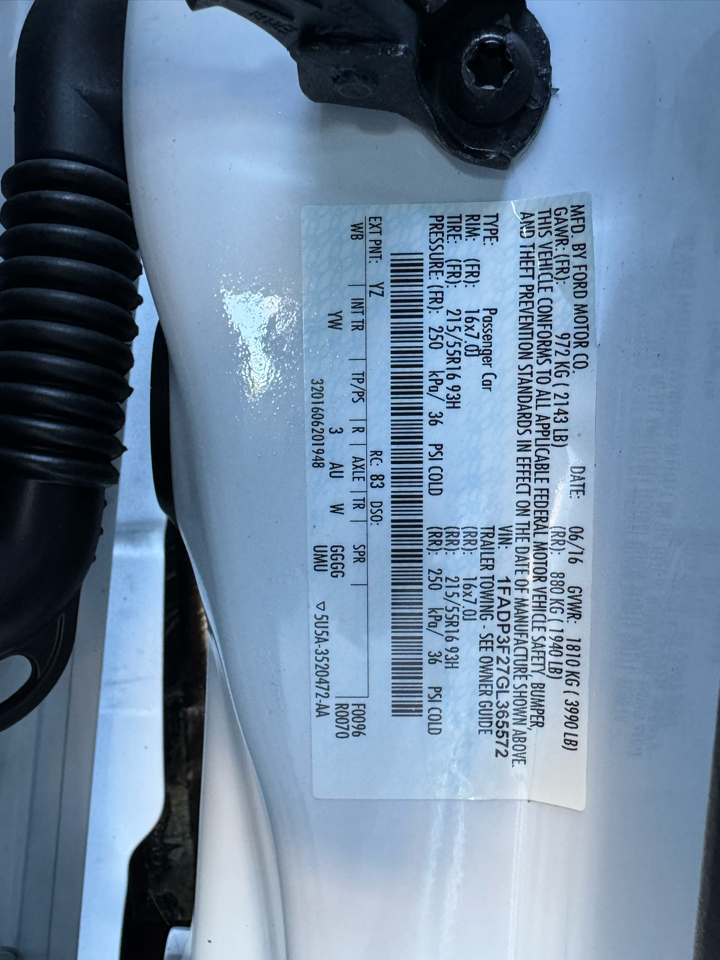 MFD. BY FORD MOTOR CO.
DATE: 06/16 GVWR: 1810 KG ( 3990 LB)
GAWR: (FR): 972 KG ( 2143 LB) (RR): 880 KG ( 1940 LB)
THIS VEHICLE CONFORMS TO ALL APPLICABLE FEDERAL MOTOR VEHICLE SAFETY, BUMPER,
AND THEFT PREVENTION STANDARDS IN EFFECT ON THE DATE OF MANUFACTURE SHOWN ABOVE.
VIN: 1FADP3F27GL365572
TYPE: Passenger Car TRAILER TOWING - SEE OWNER GUIDE
RIM: (FR): 16x7.0J (RR): 16x7.0J
TIRE: (FR): 215/55R16 93H (RR): 215/55R16 93H
PRESSURE: (FR): 250 kPa/ 36 PSI COLD (RR): 250 kPa/ 36 PSI COLD
EXT PNT: YZ RC: 83 DSO: F0096
WB INT TR TP/PS R AXLE TR SPR R0070
YW 3 AU W GGGG
UMU
3201606201948 ▽5U5A-3520472-AA